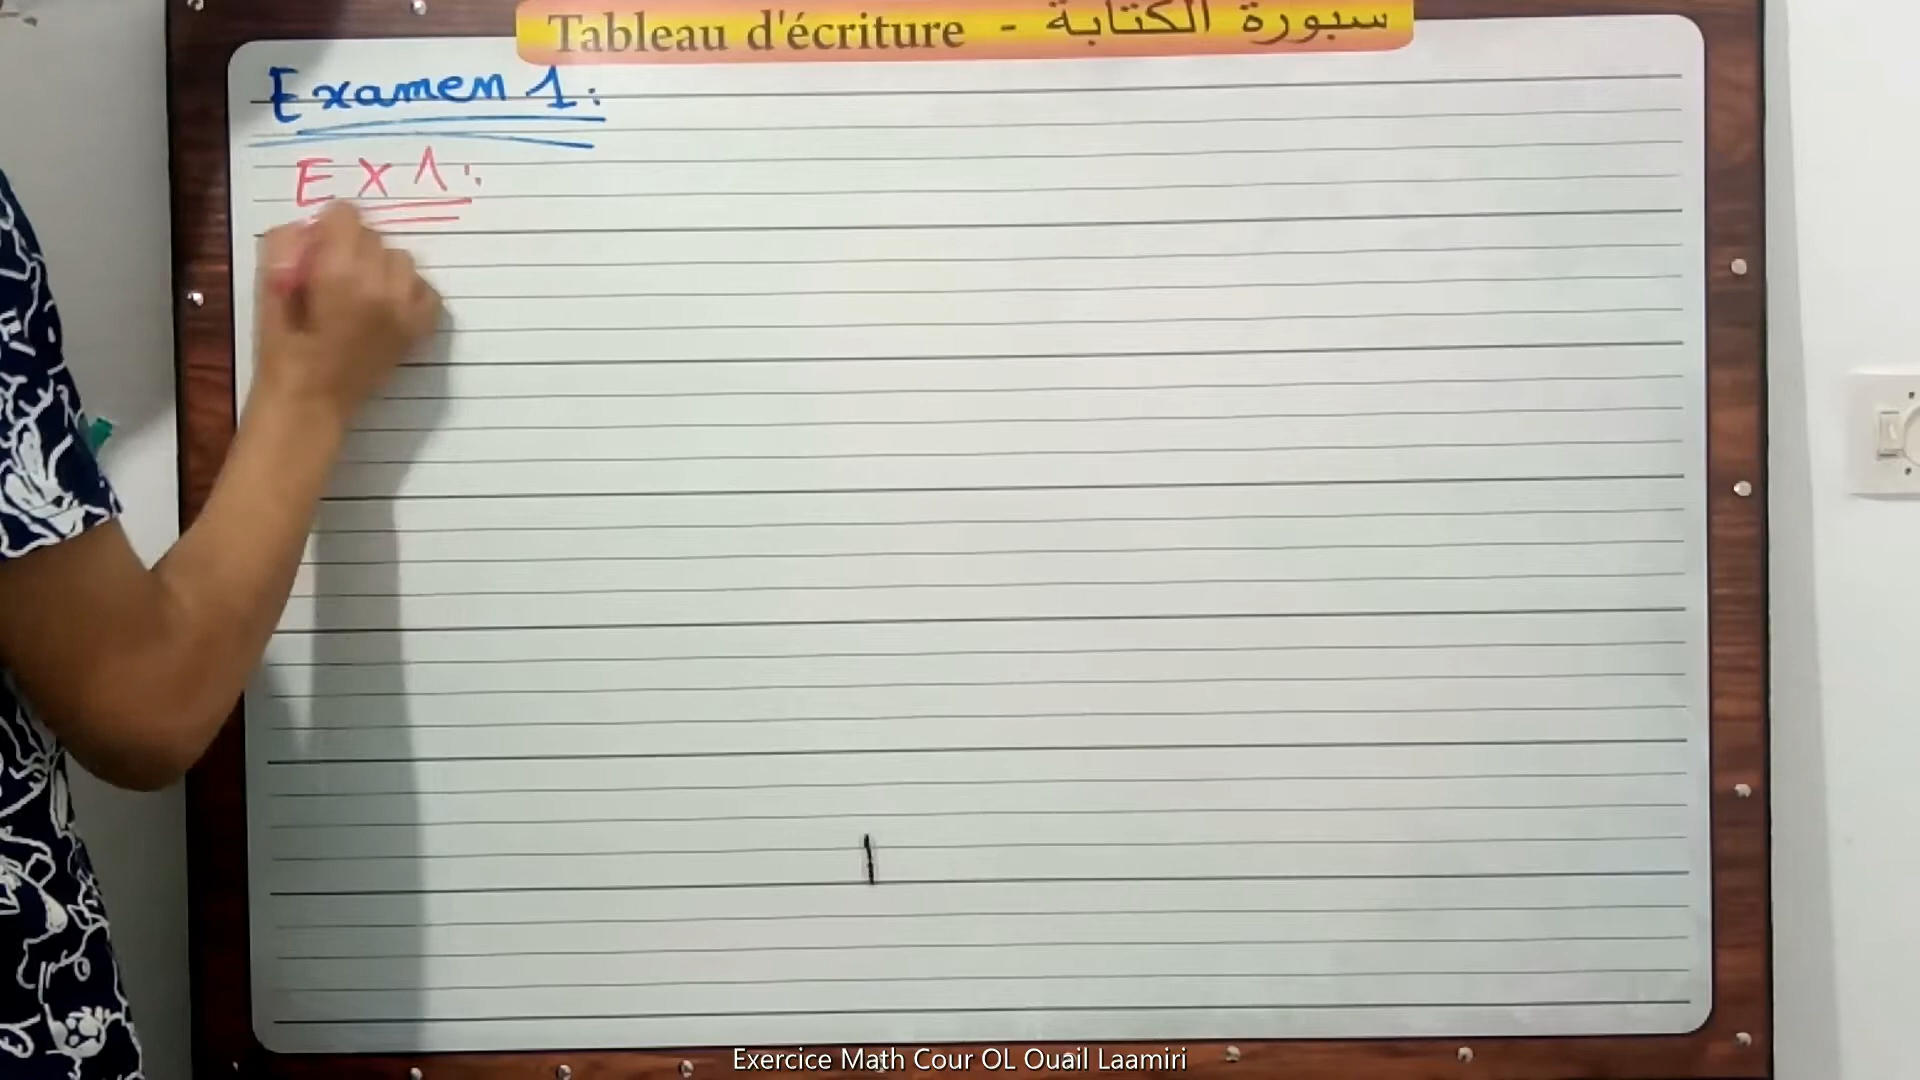 Tableau d'écriture - سبورة الكتابة
Examen 1:
Ex 1:
Exercice Math Cour OL Ouail Laamiri